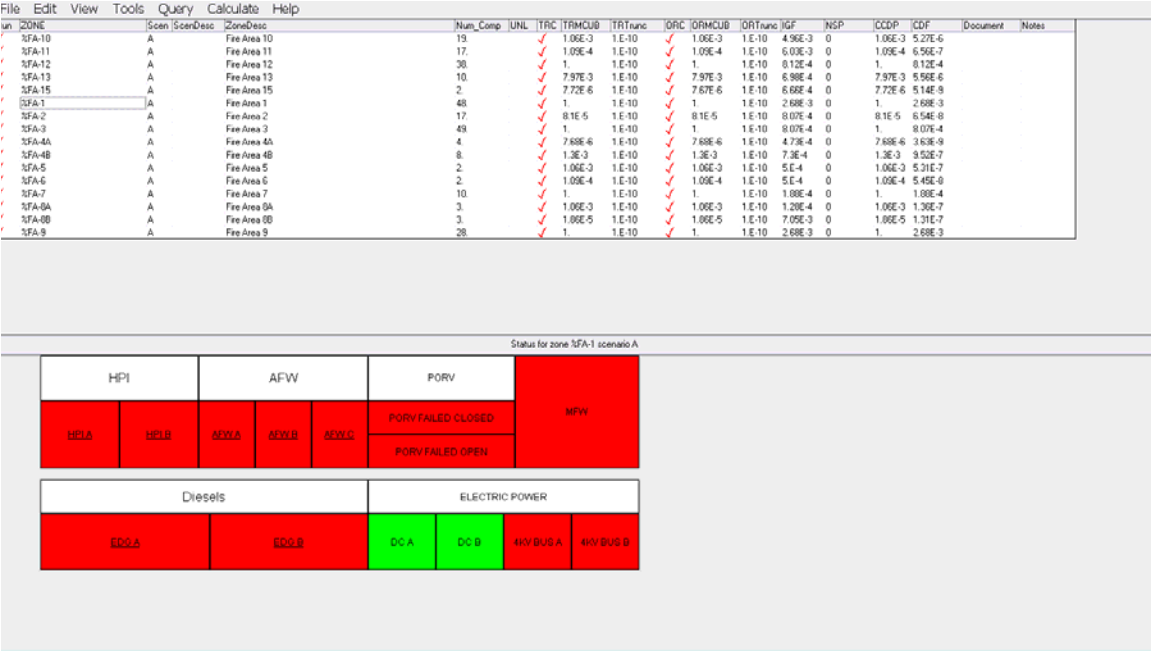 File Edit View Tools Query Calculate Help
un ZONE Scen ScenDesc ZoneDesc Num_Comp UNL TRC TRMCUB TRTrunc ORC ORMCUB ORTrunc IGF NSP CCDP CDF Document Notes
%FA-10 A Fire Area 10 19. 1.06E-3 1.E-10 1.06E-3 1.E-10 4.96E-3 0 1.06E-3 5.27E-6
%FA-11 A Fire Area 11 17. 1.09E-4 1.E-10 1.09E-4 1.E-10 6.03E-3 0 1.09E-4 6.56E-7
%FA-12 A Fire Area 12 38. 1. 1.E-10 1. 1.E-10 8.12E-4 0 1. 8.12E-4
%FA-13 A Fire Area 13 10. 7.97E-3 1.E-10 7.97E-3 1.E-10 6.98E-4 0 7.97E-3 5.56E-6
%FA-15 A Fire Area 15 2. 7.72E-6 1.E-10 7.67E-6 1.E-10 6.66E-4 0 7.72E-6 5.14E-9
%FA-1 A Fire Area 1 48. 1. 1.E-10 1. 1.E-10 2.68E-3 0 1. 2.68E-3
%FA-2 A Fire Area 2 17. 8.1E-5 1.E-10 8.1E-5 1.E-10 8.07E-4 0 8.1E-5 6.54E-8
%FA-3 A Fire Area 3 49. 1. 1.E-10 1. 1.E-10 8.07E-4 0 1. 8.07E-4
%FA-4A A Fire Area 4A 4. 7.68E-6 1.E-10 7.68E-6 1.E-10 4.73E-4 0 7.68E-6 3.63E-9
%FA-4B A Fire Area 4B 8. 1.3E-3 1.E-10 1.3E-3 1.E-10 7.3E-4 0 1.3E-3 9.52E-7
%FA-5 A Fire Area 5 2. 1.06E-3 1.E-10 1.06E-3 1.E-10 5.E-4 0 1.06E-3 5.31E-7
%FA-6 A Fire Area 6 2. 1.09E-4 1.E-10 1.09E-4 1.E-10 5.E-4 0 1.09E-4 5.45E-8
%FA-7 A Fire Area 7 10. 1. 1.E-10 1. 1.E-10 1.88E-4 0 1. 1.88E-4
%FA-8A A Fire Area 8A 3. 1.06E-3 1.E-10 1.06E-3 1.E-10 1.28E-4 0 1.06E-3 1.36E-7
%FA-8B A Fire Area 8B 3. 1.86E-5 1.E-10 1.86E-5 1.E-10 7.05E-3 0 1.86E-5 1.31E-7
%FA-9 A Fire Area 9 28. 1. 1.E-10 1. 1.E-10 2.68E-3 0 1. 2.68E-3
Status for zone %FA-1 scenario A
HPI AFW PORV MFW
HPI A HPI B AFW A AFW B AFW C PORV FAILED CLOSED
PORV FAILED OPEN
Diesels ELECTRIC POWER
EDG A EDG B DC A DC B 4KV BUS A 4KV BUS B